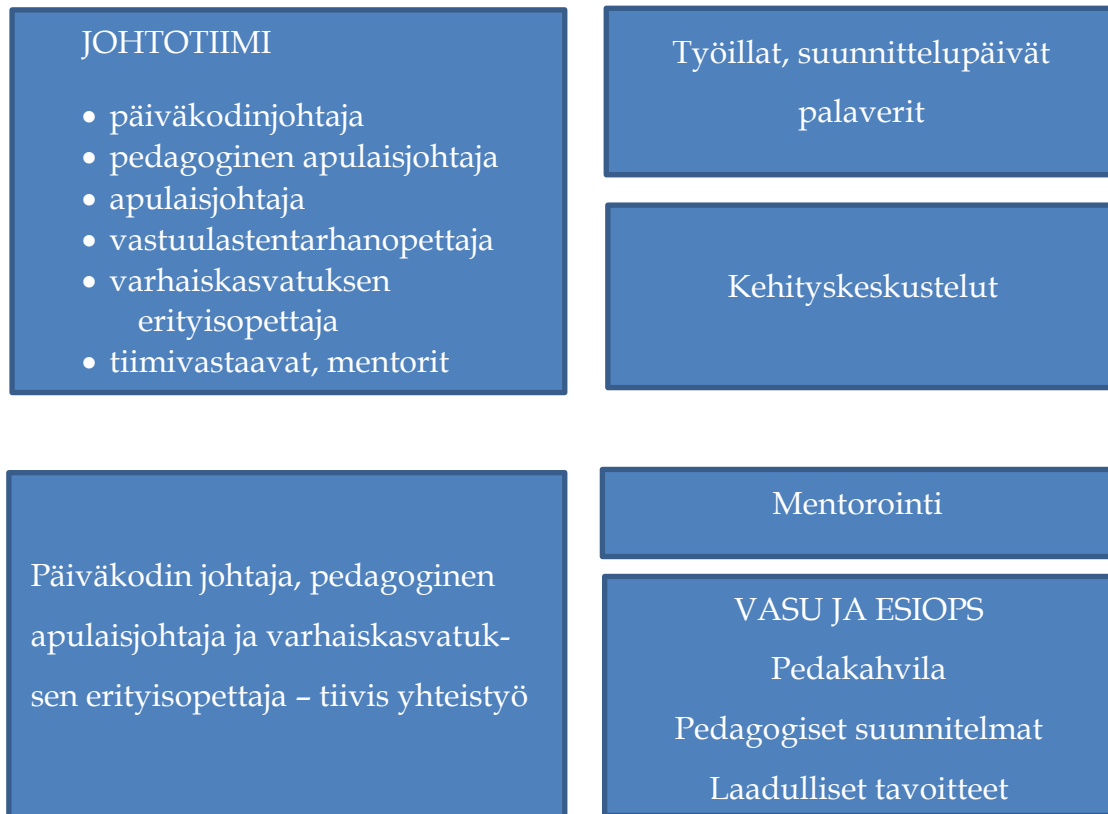 JOHTOTIIMI
• päiväkodinjohtaja
• pedagoginen apulaisjohtaja
• apulaisjohtaja
• vastuulastentarhanopettaja
• varhaiskasvatuksen
erityisopettaja
• tiimivastaavat, mentorit
Työillat, suunnittelupäivät
palaverit
Kehityskeskustelut
Päiväkodin johtaja, pedagoginen
apulaisjohtaja ja varhaiskasvatuk-
sen erityisopettaja – tiivis yhteistyö
Mentorointi
VASU JA ESIOPS
Pedakahvila
Pedagogiset suunnitelmat
Laadulliset tavoitteet